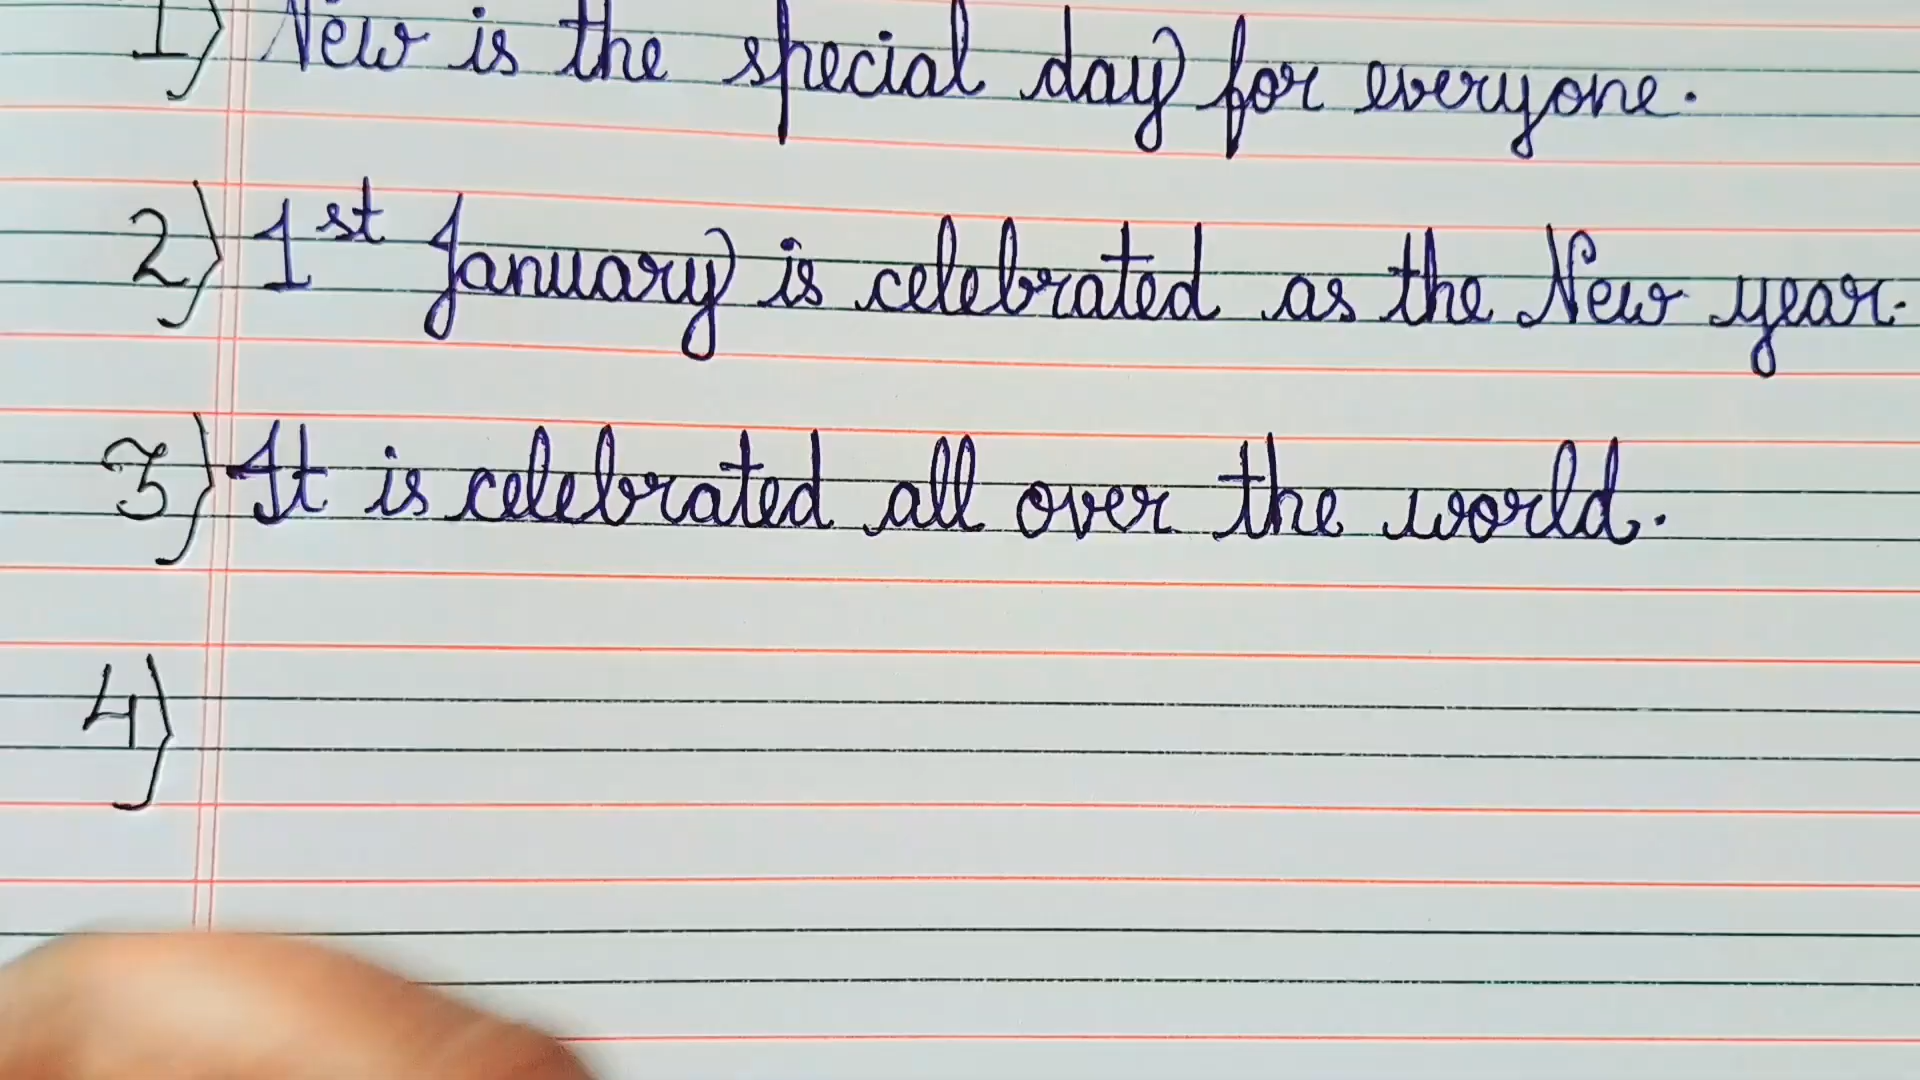 1) New is the special day for everyone.
2) 1st January is celebrated as the New year.
3) It is celebrated all over the world.
4)